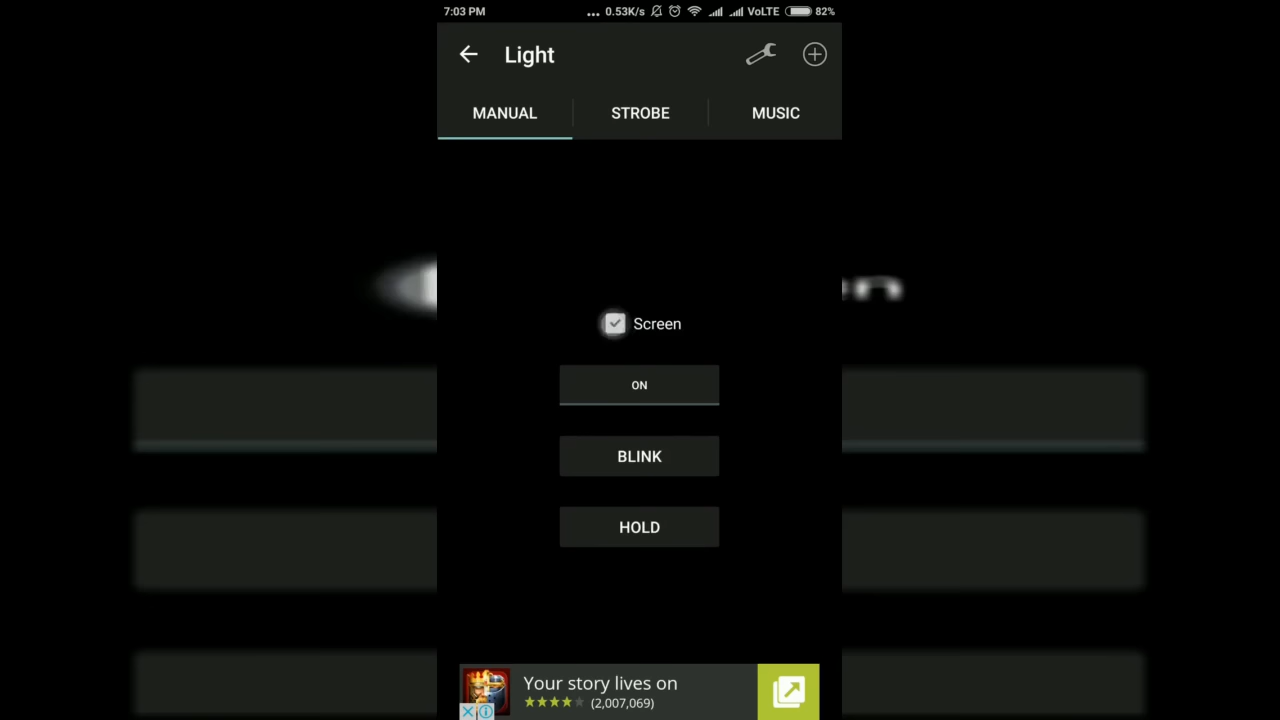 7:03 PM ... 0.53K/s VoLTE 82%
Light
MANUAL STROBE MUSIC
Screen
ON
BLINK
HOLD
Your story lives on
(2,007,069)